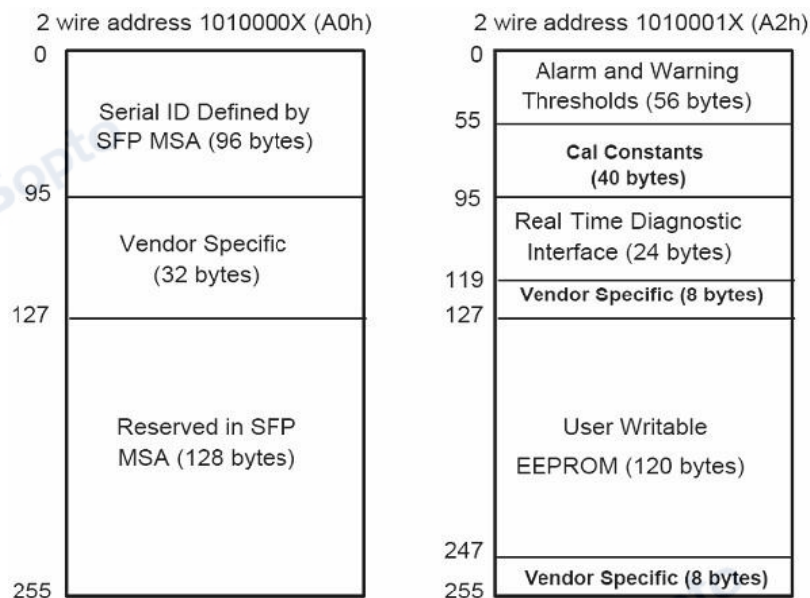 2 wire address 1010000X (A0h)
0
Serial ID Defined by
SFP MSA (96 bytes)
95
Vendor Specific
(32 bytes)
127
Reserved in SFP
MSA (128 bytes)
255
2 wire address 1010001X (A2h)
0
Alarm and Warning
Thresholds (56 bytes)
55
Cal Constants
(40 bytes)
95
Real Time Diagnostic
Interface (24 bytes)
119
Vendor Specific (8 bytes)
127
User Writable
EEPROM (120 bytes)
247
Vendor Specific (8 bytes)
255
Sopto